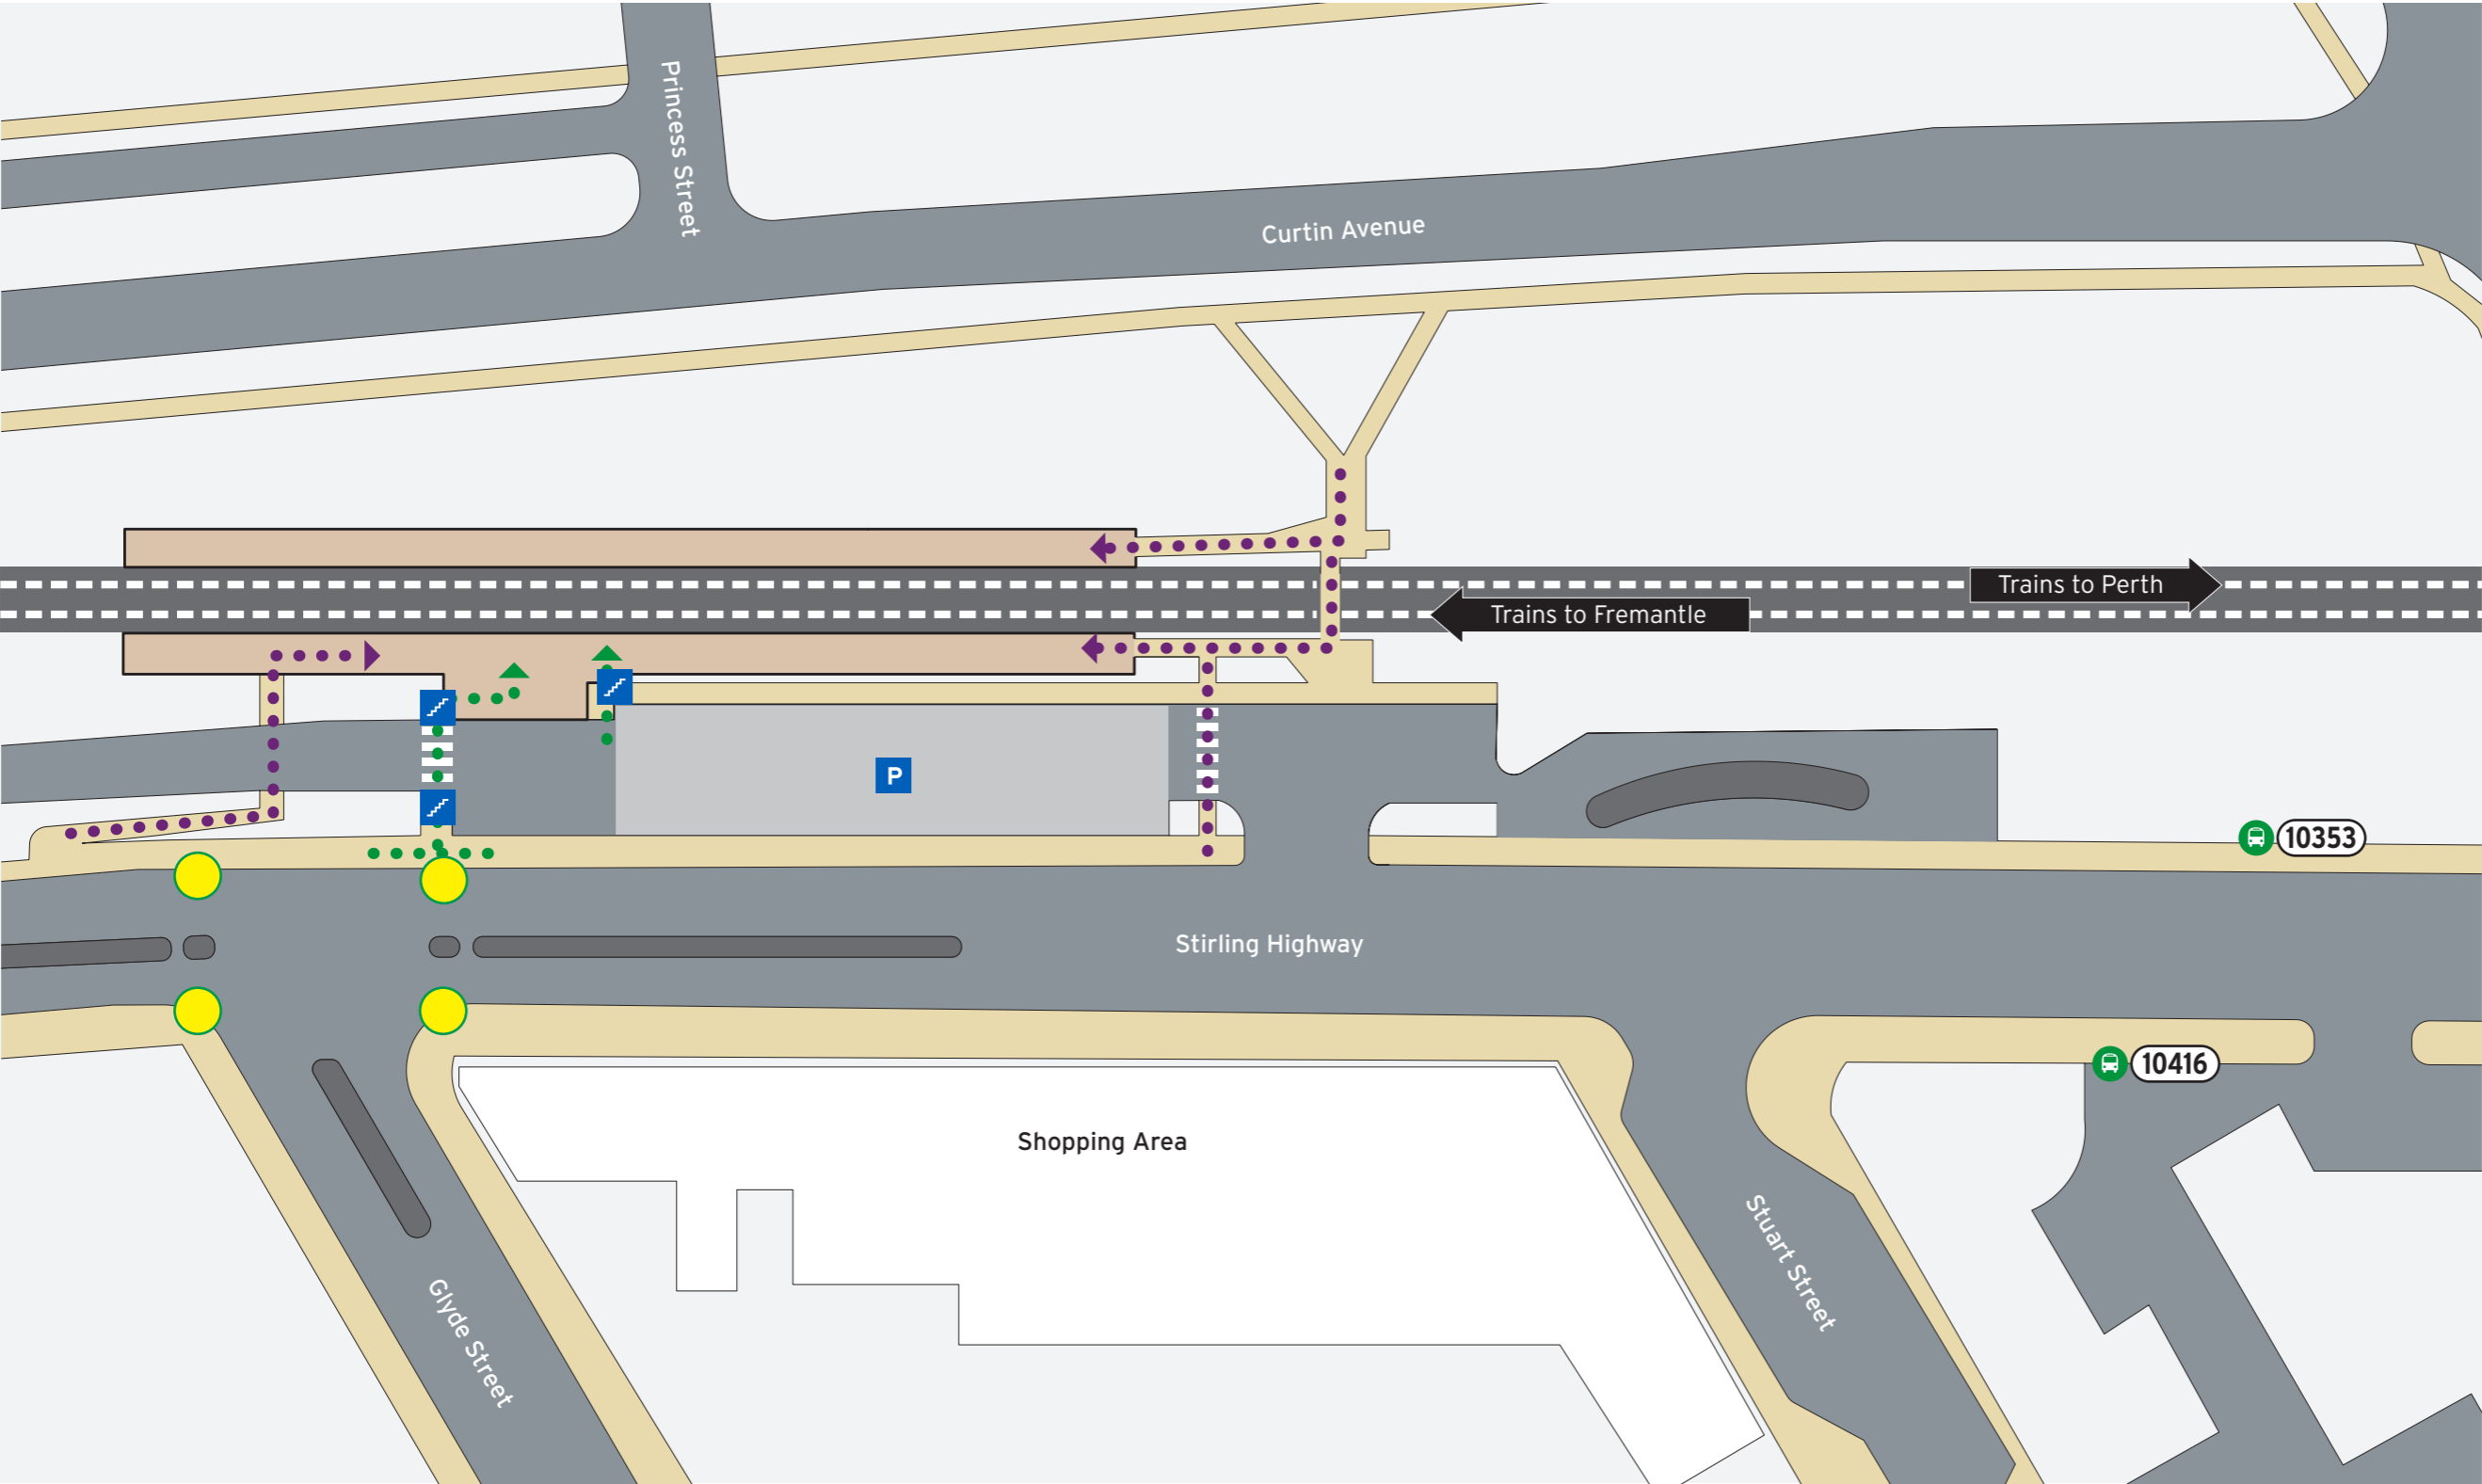 Princess Street
Curtin Avenue
Trains to Perth
Trains to Fremantle
P
10353
Stirling Highway
10416
Shopping Area
Stuart Street
Glyde Street